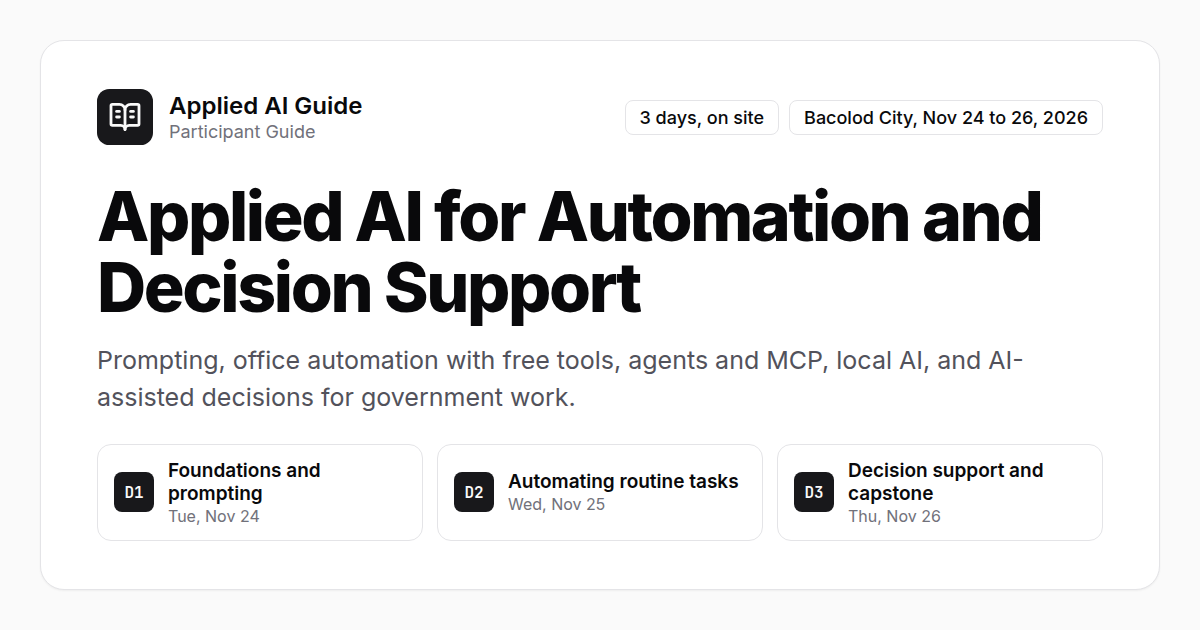 Applied AI Guide
Participant Guide
3 days, on site
Bacolod City, Nov 24 to 26, 2026
Applied AI for Automation and
Decision Support
Prompting, office automation with free tools, agents and MCP, local AI, and AI-
assisted decisions for government work.
D1
Foundations and
prompting
Tue, Nov 24
D2
Automating routine tasks
Wed, Nov 25
D3
Decision support and
capstone
Thu, Nov 26